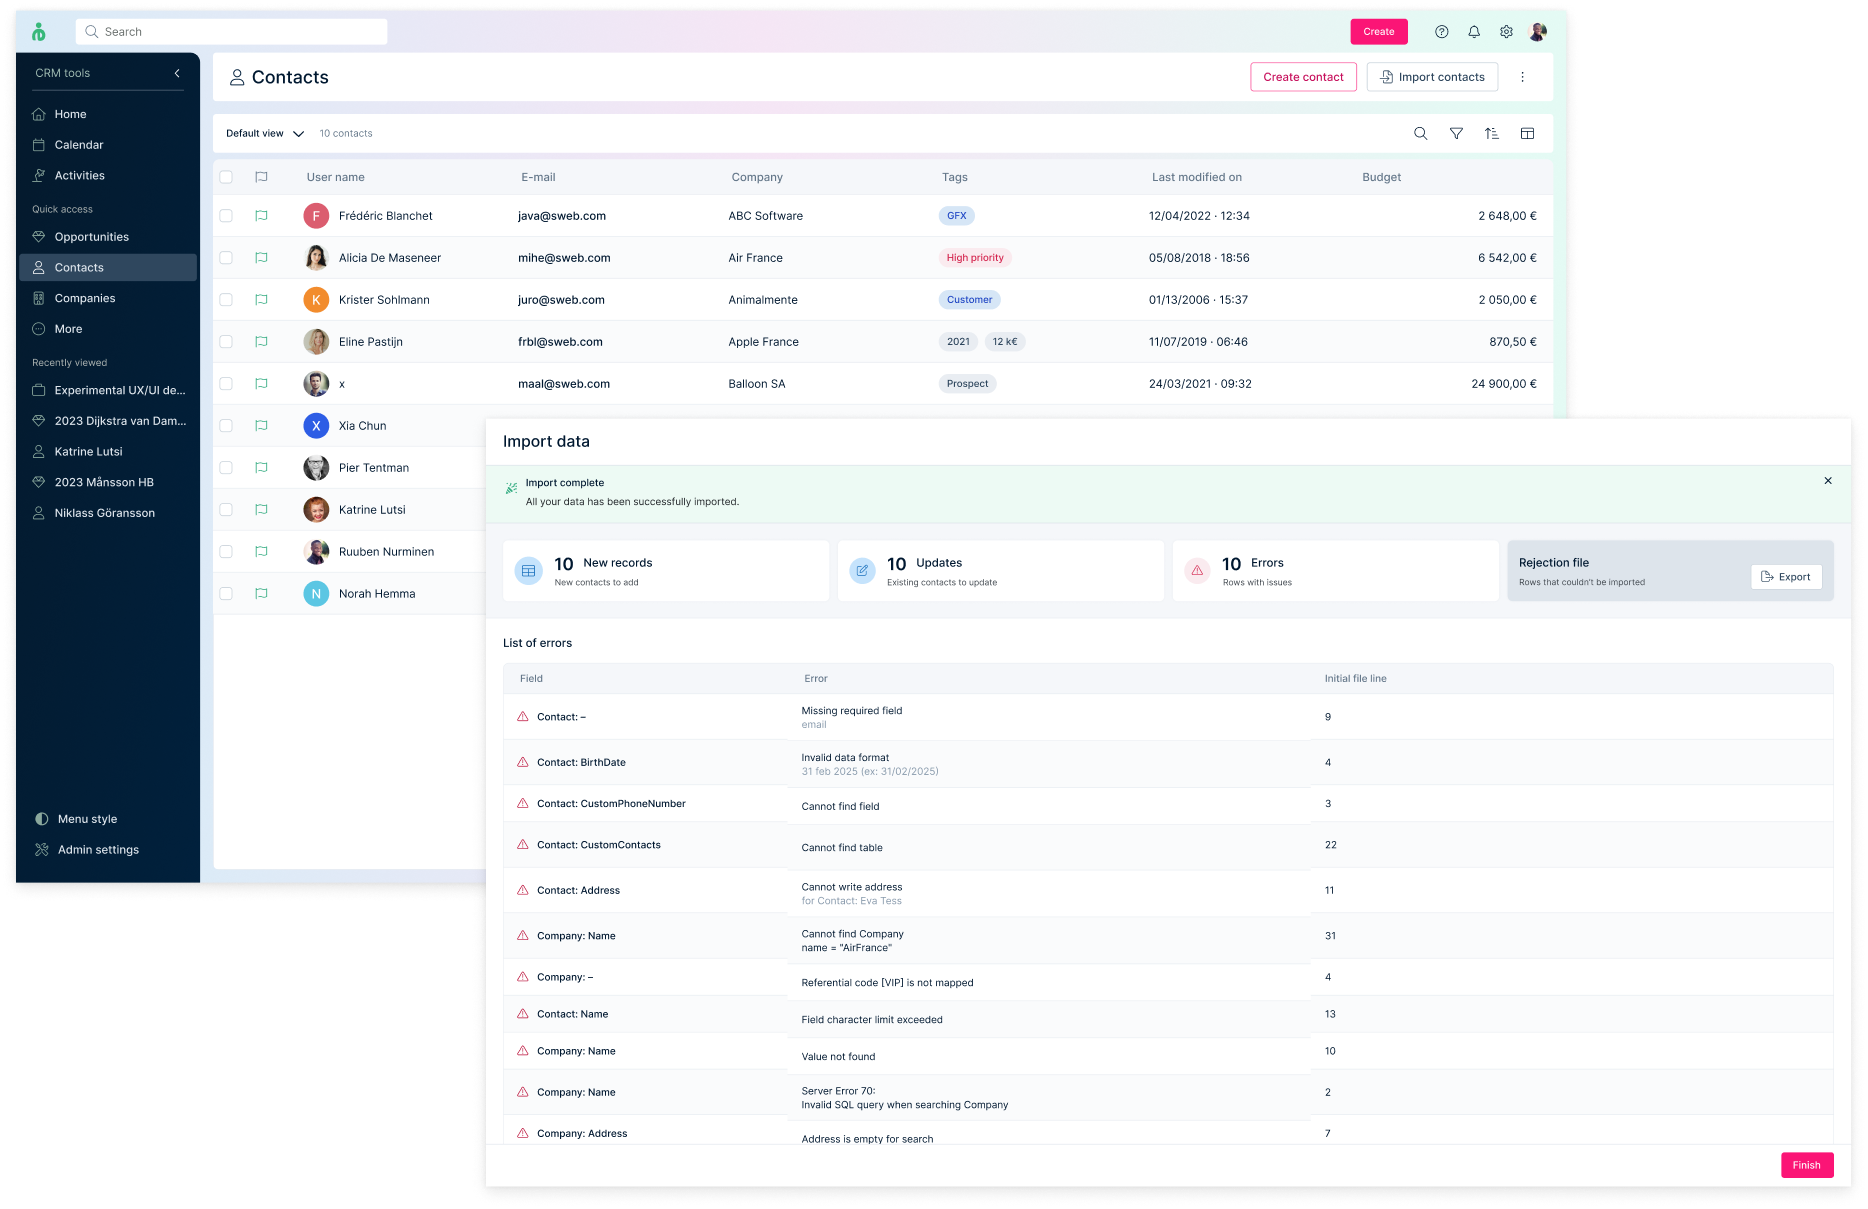 Search
Create
CRM tools
Home
Calendar
Activities
Quick access
Opportunities
Contacts
Companies
More
Recently viewed
Experimental UX/UI de...
2023 Dijkstra van Dam...
Katrine Lutsi
2023 Månsson HB
Niklass Göransson
Menu style
Admin settings
Contacts
Create contact
Import contacts
Default view
10 contacts
User name E-mail Company Tags Last modified on Budget
F Frédéric Blanchet java@sweb.com ABC Software GFX 12/04/2022 · 12:34 2 648,00 €
Alicia De Maseneer mihe@sweb.com Air France High priority 05/08/2018 · 18:56 6 542,00 €
K Krister Sohlmann juro@sweb.com Animalmente Customer 01/13/2006 · 15:37 2 050,00 €
Eline Pastijn frbl@sweb.com Apple France 2021 12 k€ 11/07/2019 · 06:46 870,50 €
x maal@sweb.com Balloon SA Prospect 24/03/2021 · 09:32 24 900,00 €
X Xia Chun
Pier Tentman
Katrine Lutsi
Ruuben Nurminen
N Norah Hemma
Import data
Import complete
All your data has been successfully imported.
10 New records
New contacts to add
10 Updates
Existing contacts to update
10 Errors
Rows with issues
Rejection file
Rows that couldn't be imported
Export
List of errors
Field Error Initial file line
Contact: – Missing required field 9
email
Contact: BirthDate Invalid data format 4
31 feb 2025 (ex: 31/02/2025)
Contact: CustomPhoneNumber Cannot find field 3
Contact: CustomContacts Cannot find table 22
Contact: Address Cannot write address 11
for Contact: Eva Tess
Company: Name Cannot find Company 31
name = "AirFrance"
Company: – Referential code [VIP] is not mapped 4
Contact: Name Field character limit exceeded 13
Company: Name Value not found 10
Company: Name Server Error 70: 2
Invalid SQL query when searching Company
Company: Address Address is empty for search 7
Finish